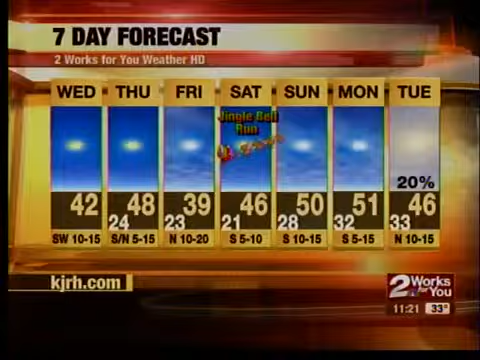 7 DAY FORECAST
2 Works for You Weather HD
WED THU FRI SAT SUN MON TUE
Jingle Bell
Run
20%
42 48 39 46 50 51 46
24 23 21 28 32 33
SW 10-15 S/N 5-15 N 10-20 S 5-10 S 10-15 S 5-15 N 10-15
kjrh.com
2 Works
for You
11:21 33°